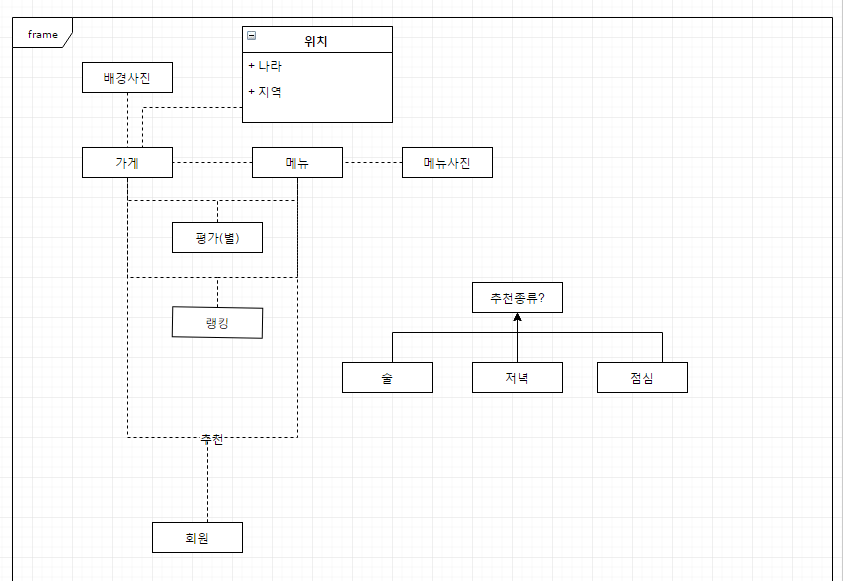 frame
위치
+ 나라
+ 지역
배경사진
가게
메뉴
메뉴사진
평가(별)
랭킹
추천종류?
술
저녁
점심
추천
회원